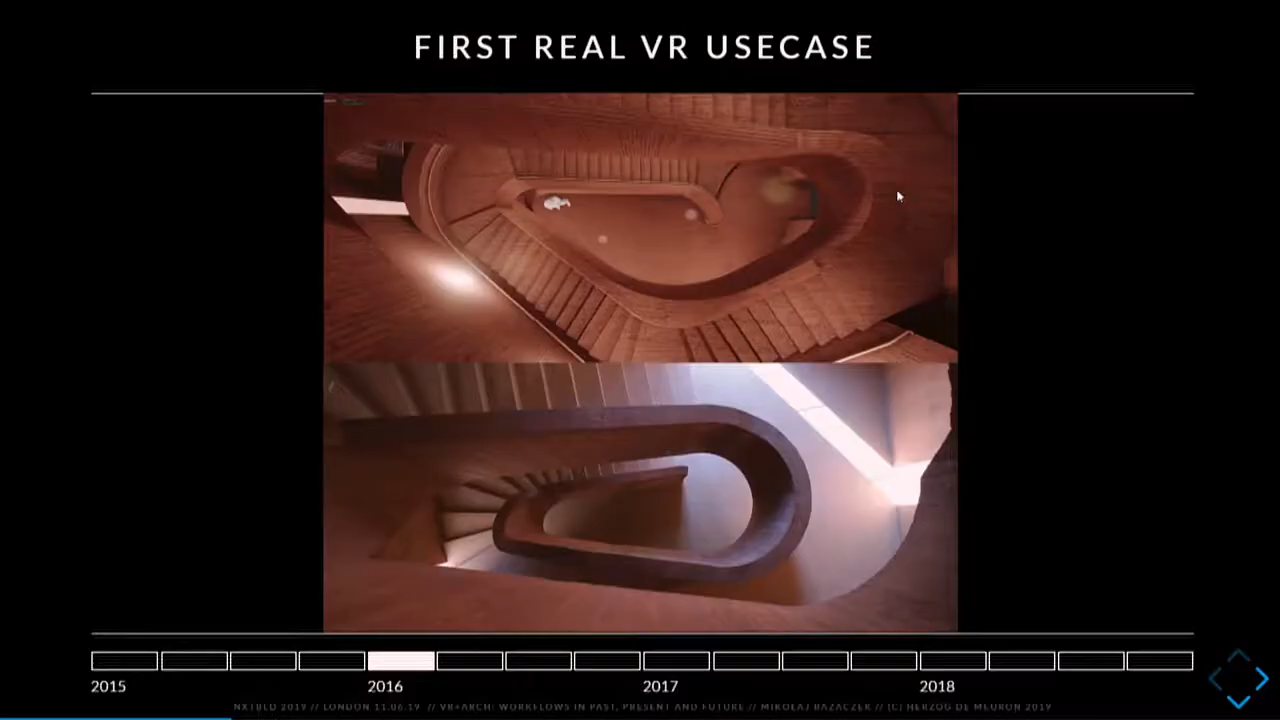 FIRST REAL VR USECASE
2015 2016 2017 2018
NXTBLD 2019 // LONDON 11.06.19 // VR+ARCH: WORKFLOWS IN PAST, PRESENT AND FUTURE // MIKOŁAJ BAZACZEK // (C) HERZOG DE MEURON 2019